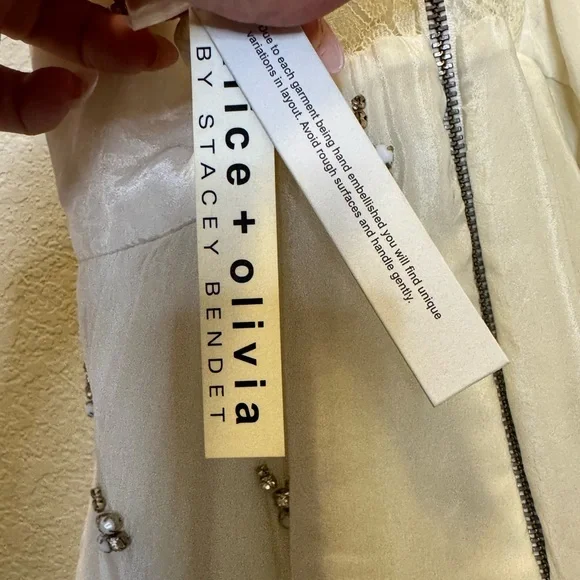 lice + olivia
BY STACEY BENDET
Due to each garment being hand embellished you will find unique
variations in layout. Avoid rough surfaces and handle gently.